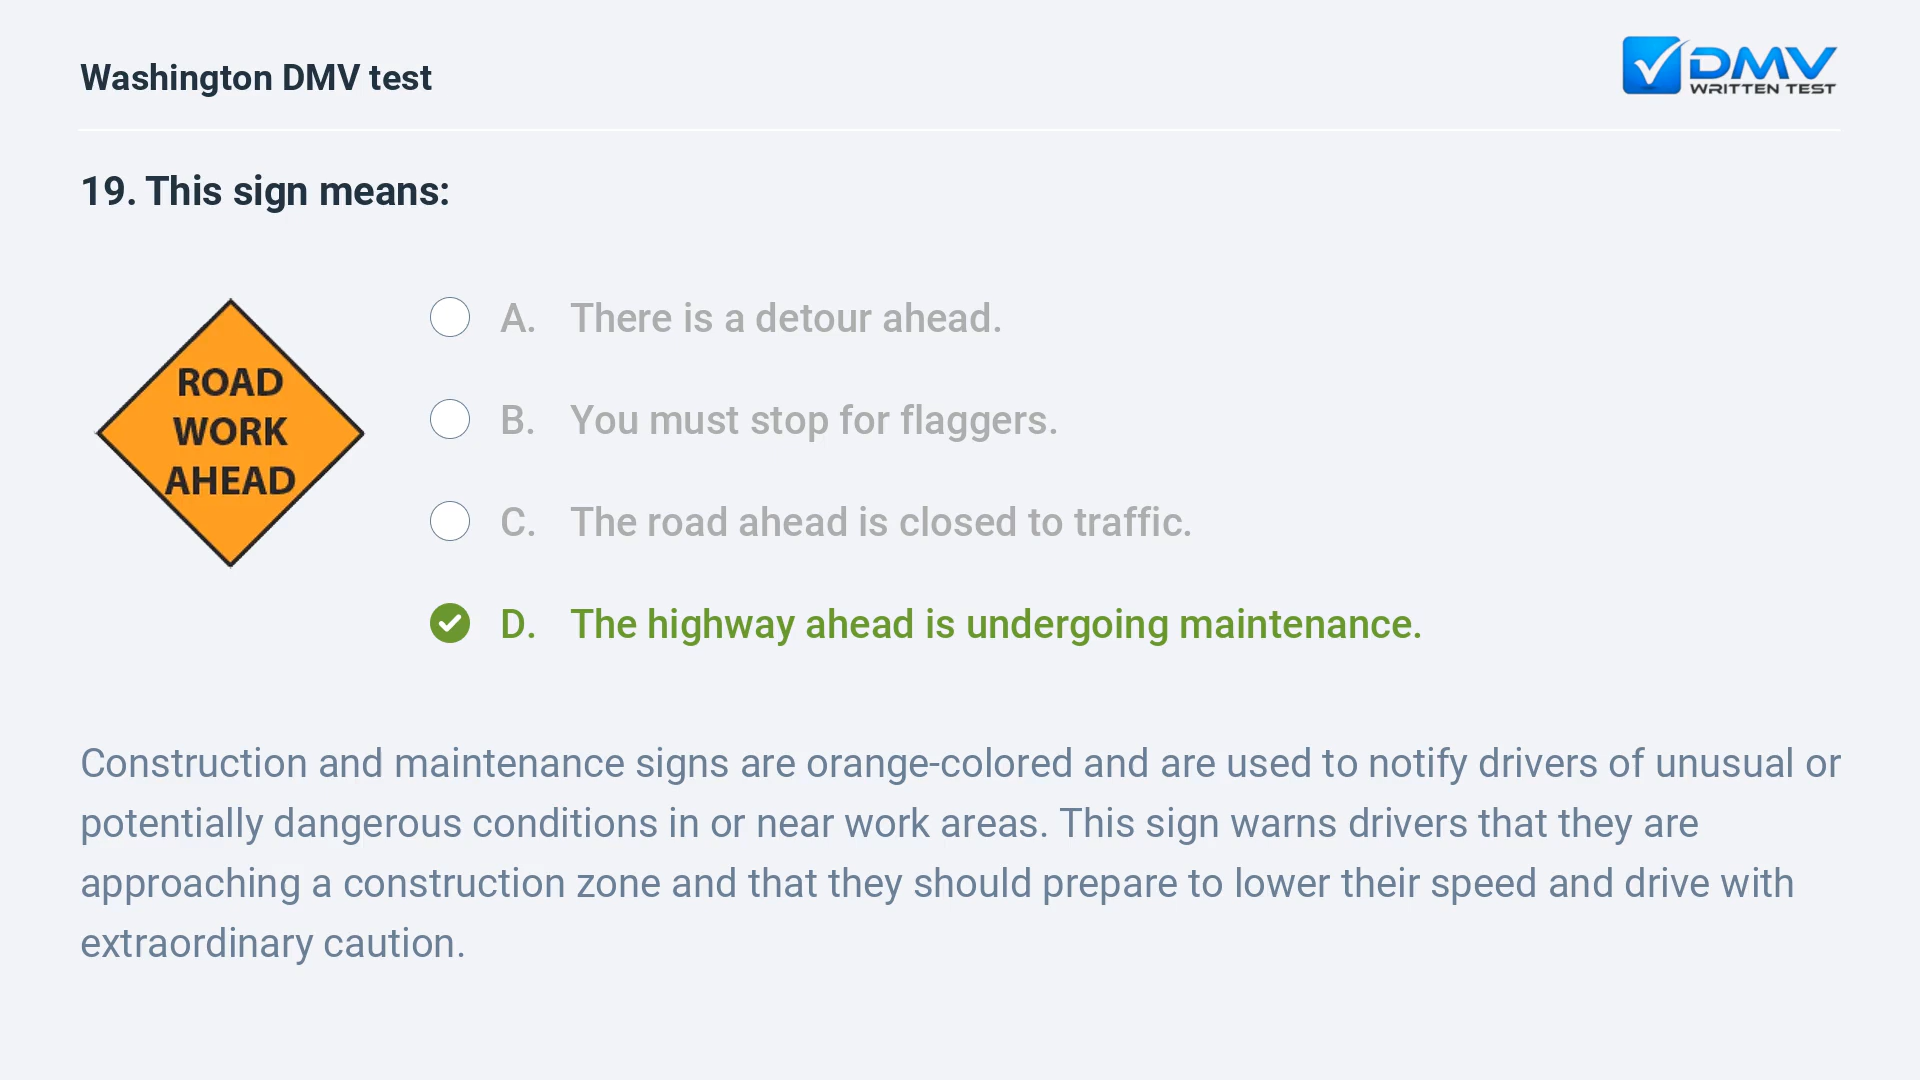 Washington DMV test
DMV
WRITTEN TEST
19. This sign means:
ROAD
WORK
AHEAD
A. There is a detour ahead.
B. You must stop for flaggers.
C. The road ahead is closed to traffic.
D. The highway ahead is undergoing maintenance.
Construction and maintenance signs are orange-colored and are used to notify drivers of unusual or
potentially dangerous conditions in or near work areas. This sign warns drivers that they are
approaching a construction zone and that they should prepare to lower their speed and drive with
extraordinary caution.